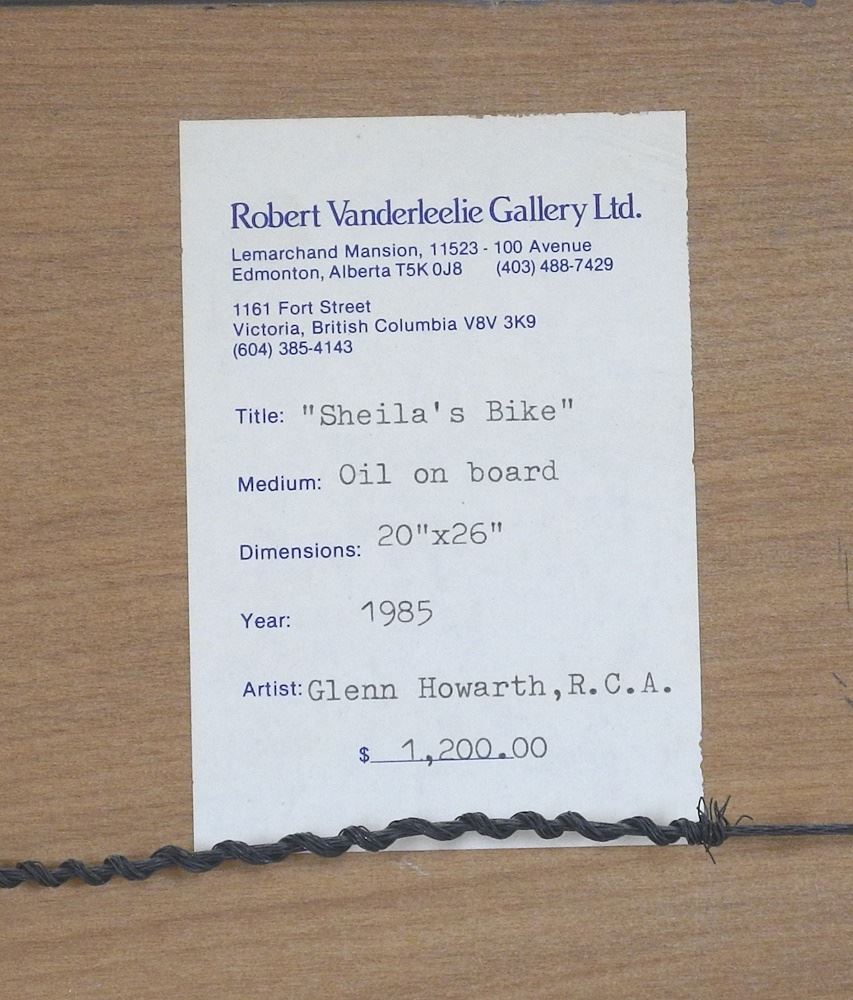 Robert Vanderleelie Gallery Ltd.
Lemarchand Mansion, 11523 - 100 Avenue
Edmonton, Alberta T5K 0J8 (403) 488-7429
1161 Fort Street
Victoria, British Columbia V8V 3K9
(604) 385-4143
Title: "Sheila's Bike"
Medium: Oil on board
Dimensions: 20"x26"
Year: 1985
Artist: Glenn Howarth,R.C.A.
$ 1,200.00